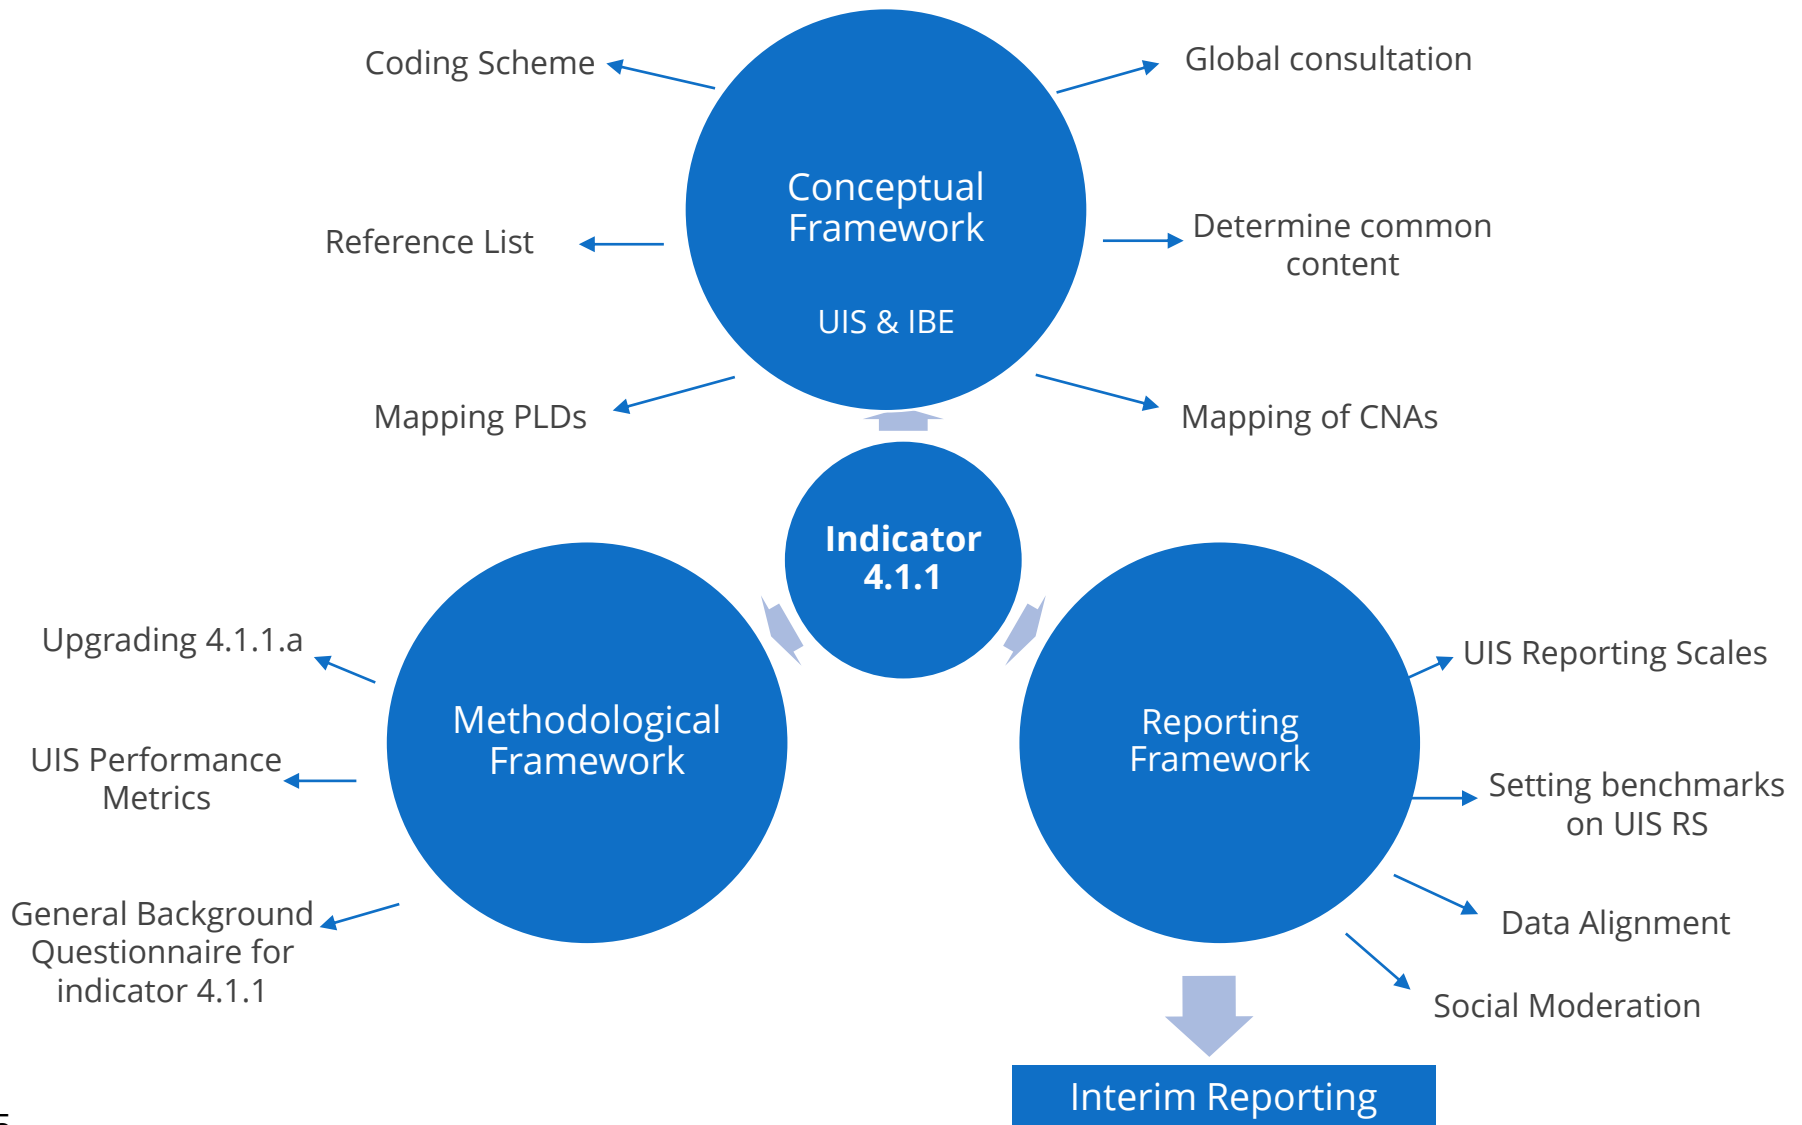 Coding Scheme
Global consultation
Conceptual
Framework
Reference List
Determine common
content
UIS & IBE
Mapping PLDs
Mapping of CNAs
Indicator
4.1.1
Upgrading 4.1.1.a
UIS Reporting Scales
Methodological
Framework
Reporting
Framework
UIS Performance
Metrics
Setting benchmarks
on UIS RS
General Background
Questionnaire for
indicator 4.1.1
Data Alignment
Social Moderation
Interim Reporting